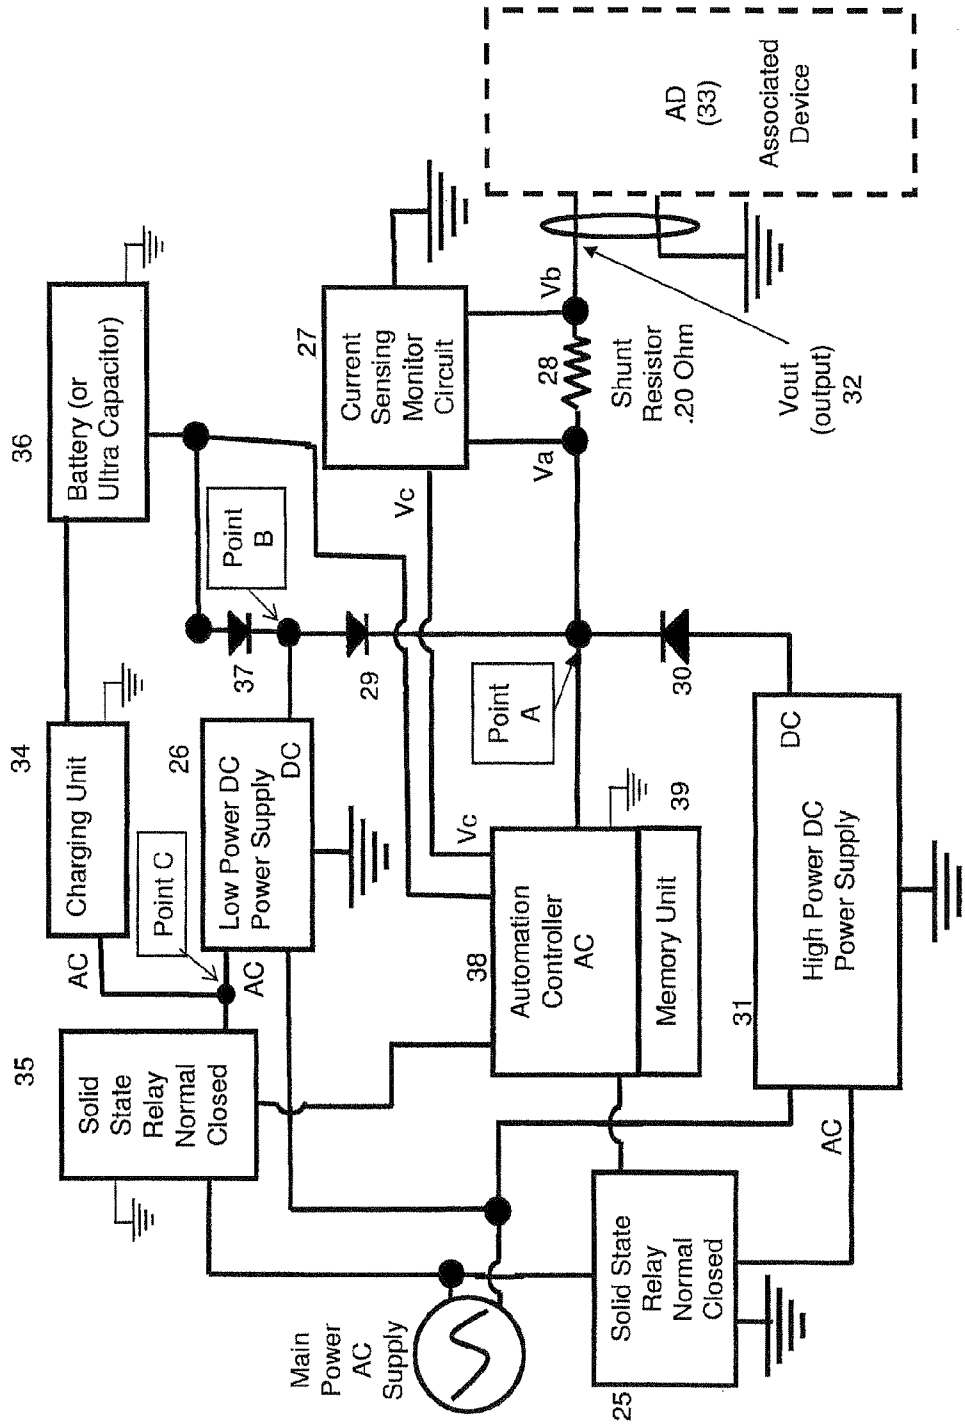 36
Battery (or
Ultra Capacitor)
34
Charging Unit
AC
Point C
35
Solid
State
Relay
Normal
Closed
26
Low Power DC
Power Supply
DC
AC
37
Point
B
29
27
Current
Sensing
Monitor
Circuit
Vc
Vc
Va
Vb
28
Shunt
Resistor
.20 Ohm
Vout
(output)
32
AD
(33)
Associated
Device
Point
A
30
38
Automation
Controller
AC
39
Memory Unit
31
High Power DC
Power Supply
DC
AC
Main
Power
AC
Supply
25
Solid State
Relay
Normal
Closed